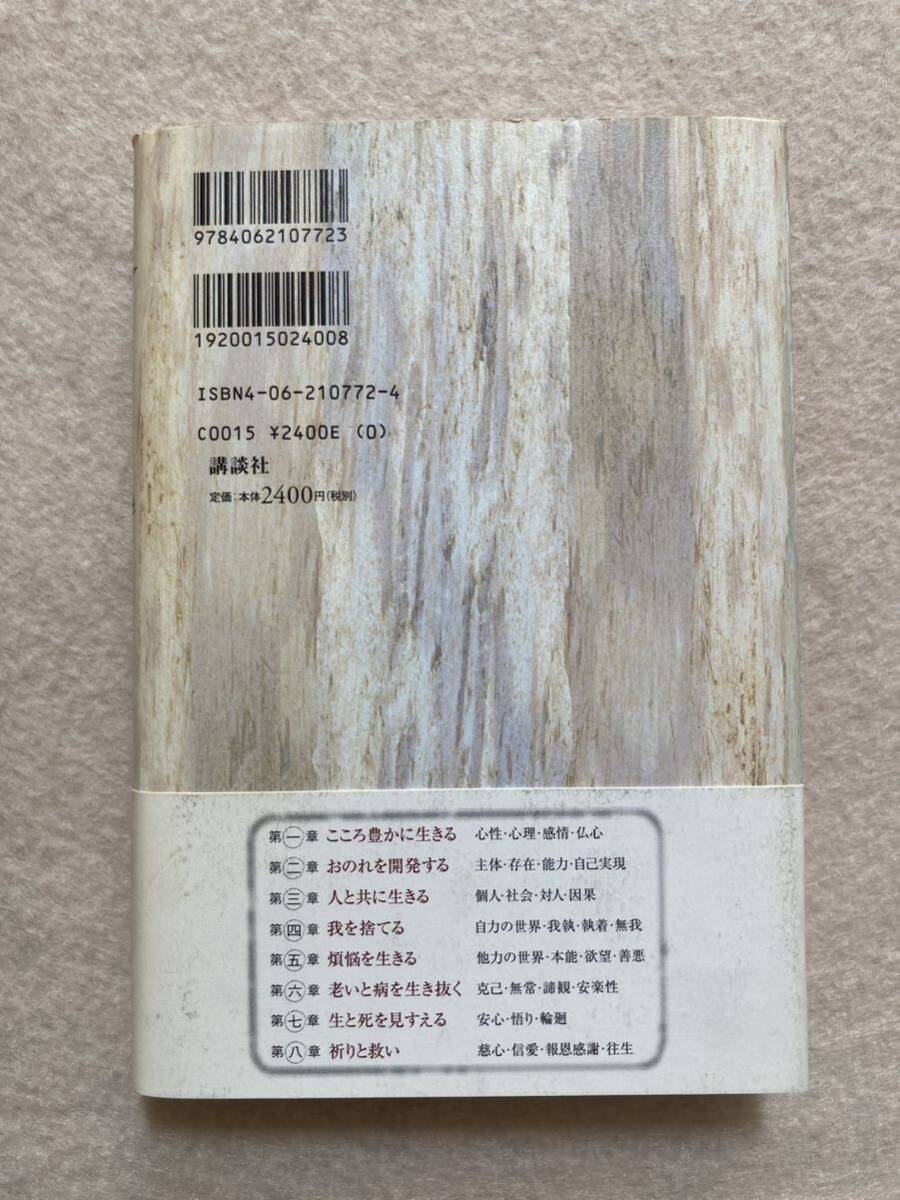 9784062107723
1920015024008
ISBN4-06-210772-4
C0015 ¥2400E (0)
講談社
定価：本体2400円(税別)
第一章 こころ豊かに生きる 心性・心理・感情・仏心
第二章 おのれを開発する 主体・存在・能力・自己実現
第三章 人と共に生きる 個人・社会・対人・因果
第四章 我を捨てる 自力の世界・我執・執着・無我
第五章 煩悩を生きる 他力の世界・本能・欲望・善悪
第六章 老いと病を生き抜く 克己・無常・諦観・安楽性
第七章 生と死を見すえる 安心・悟り・輪廻
第八章 祈りと救い 慈心・信愛・報恩感謝・往生